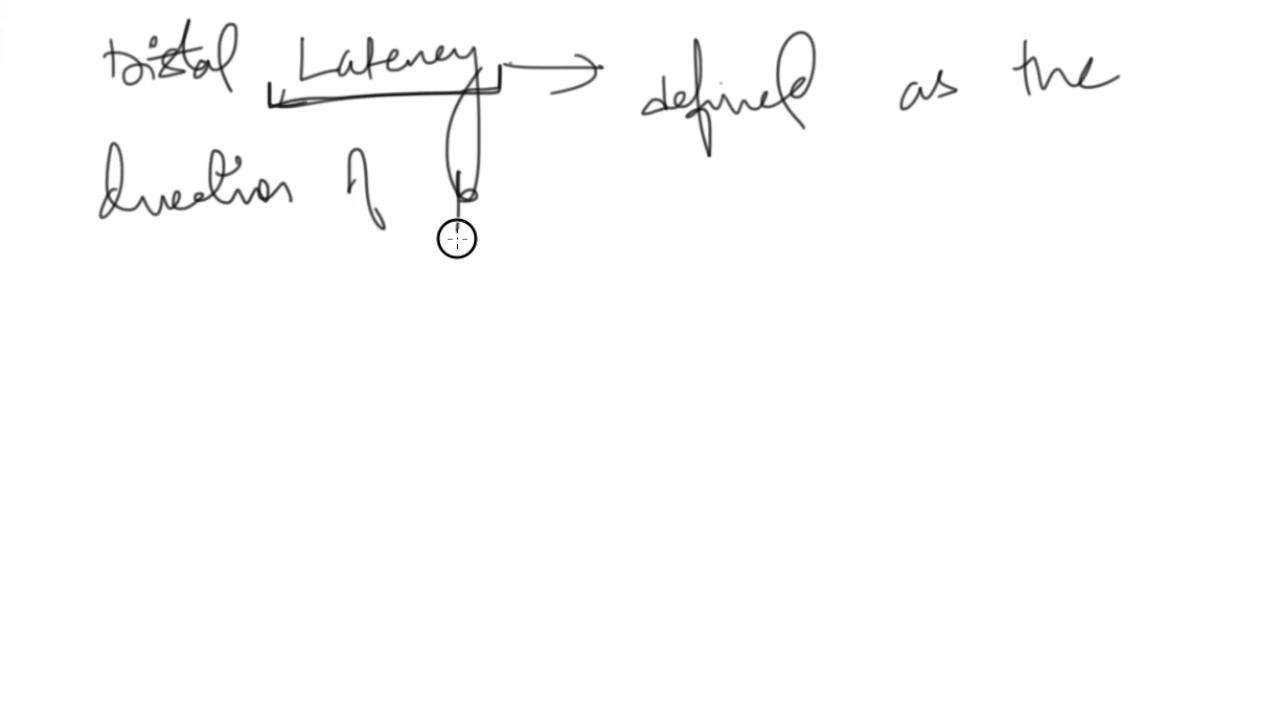 Distal Latency → defined as the
duration of